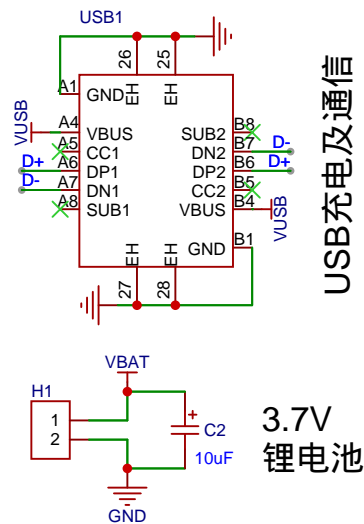 USB1
26
25
A1
GND
EH
EH
VUSB
A4
VBUS
SUB2
B8
A5
CC1
DN2
B7
D-
D+
A6
DP1
DP2
B6
D+
D-
A7
DN1
CC2
B5
A8
SUB1
VBUS
B4
VUSB
GND
B1
EH
EH
27
28
USB充电及通信
VBAT
H1
1
2
C2
10uF
GND
3.7V
锂电池